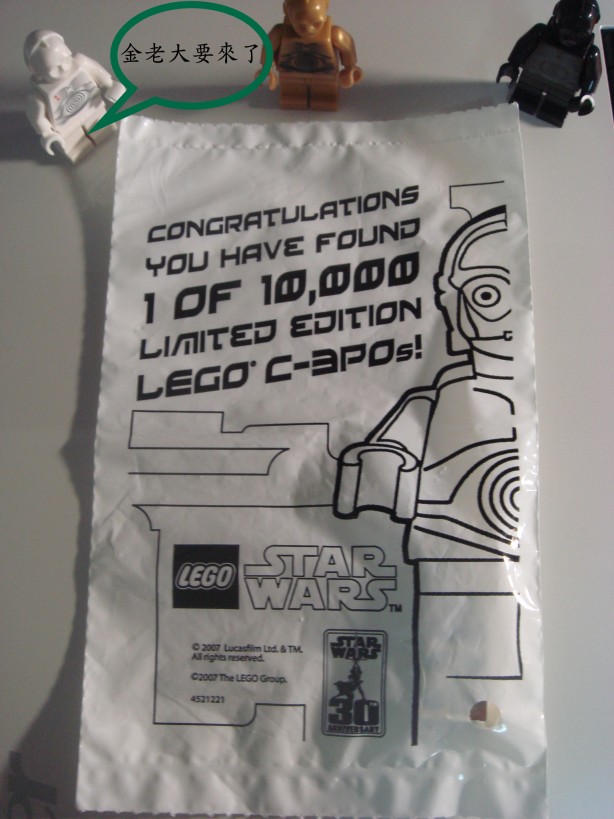 金老大要來了
CONGRATULATIONS
YOU HAVE FOUND
1 OF 10,000
LIMITED EDITION
LEGO® C-3POs!
LEGO STAR WARS™
© 2007 Lucasfilm Ltd. & TM.
All rights reserved.
©2007 The LEGO Group.
4521221
STAR
WARS
30
ANNIVERSARY